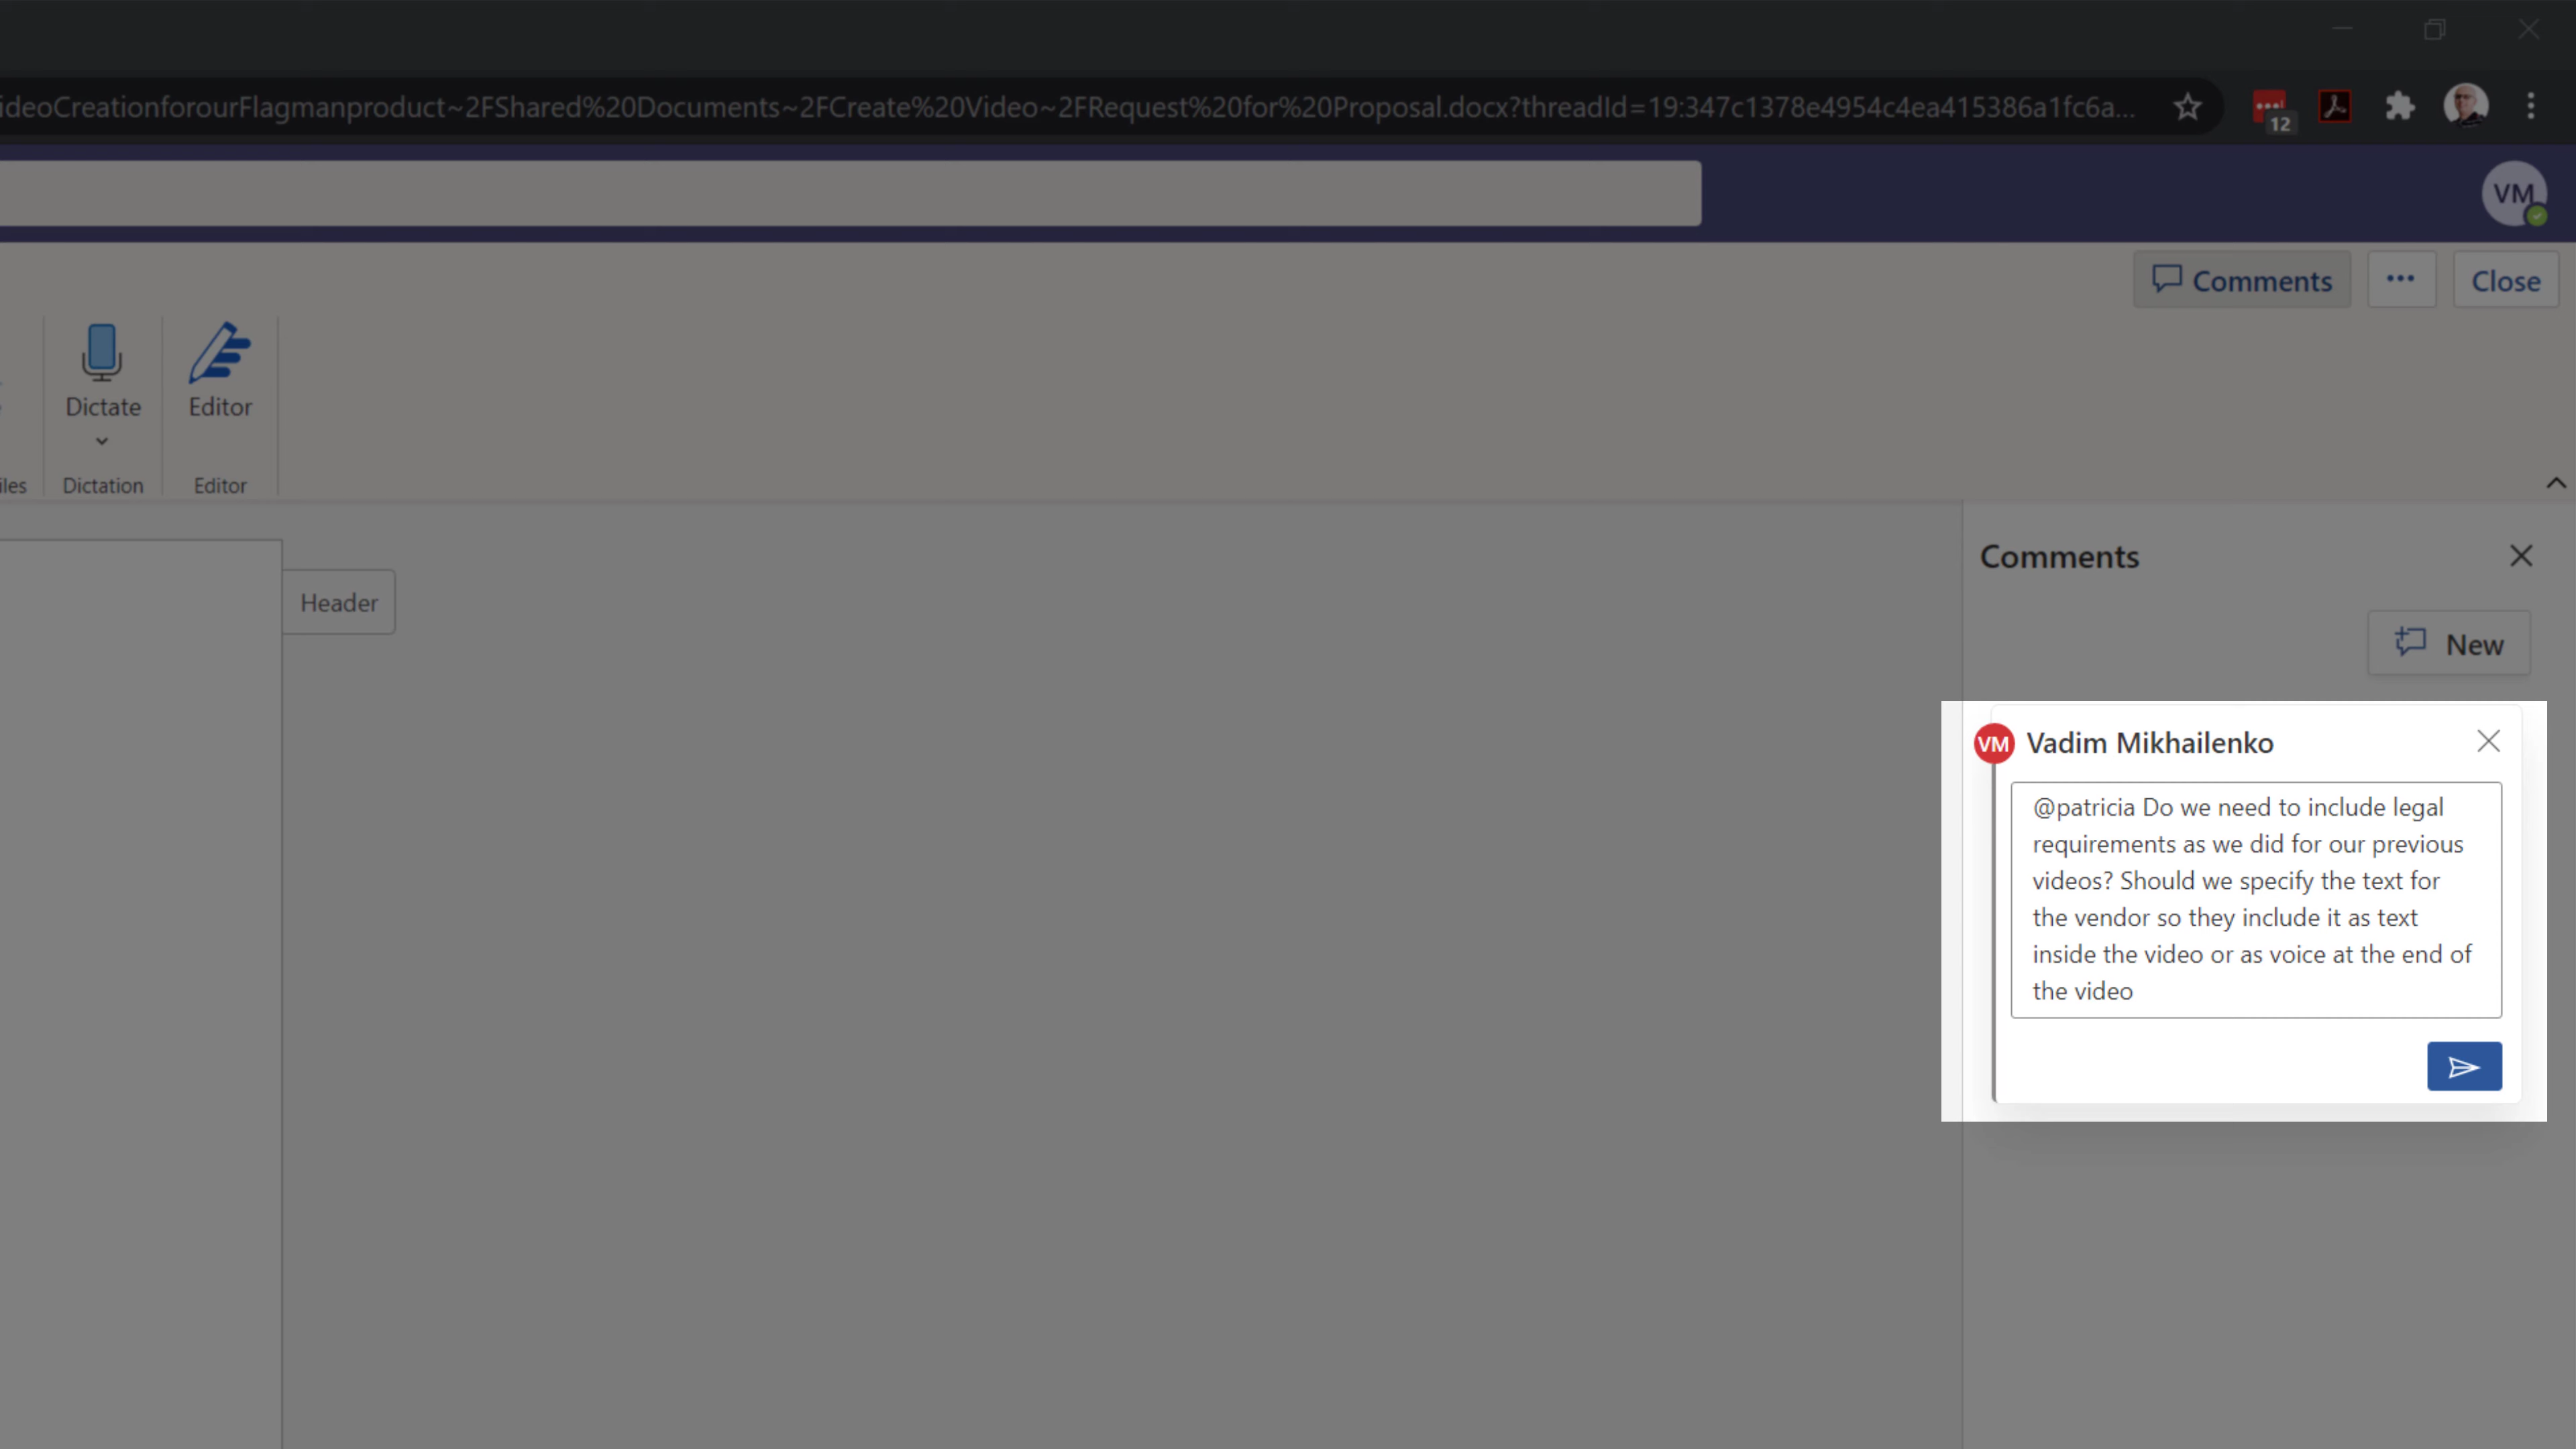 ideoCreationforourFlagmanproduct~2FShared%20Documents~2FCreate%20Video~2FRequest%20for%20Proposal.docx?threadId=19:347c1378e4954c4ea415386a1fc6a...
12
VM
Comments
Close
Dictate
Editor
iles
Dictation
Editor
Header
Comments
New
VM Vadim Mikhailenko
@patricia Do we need to include legal
requirements as we did for our previous
videos? Should we specify the text for
the vendor so they include it as text
inside the video or as voice at the end of
the video